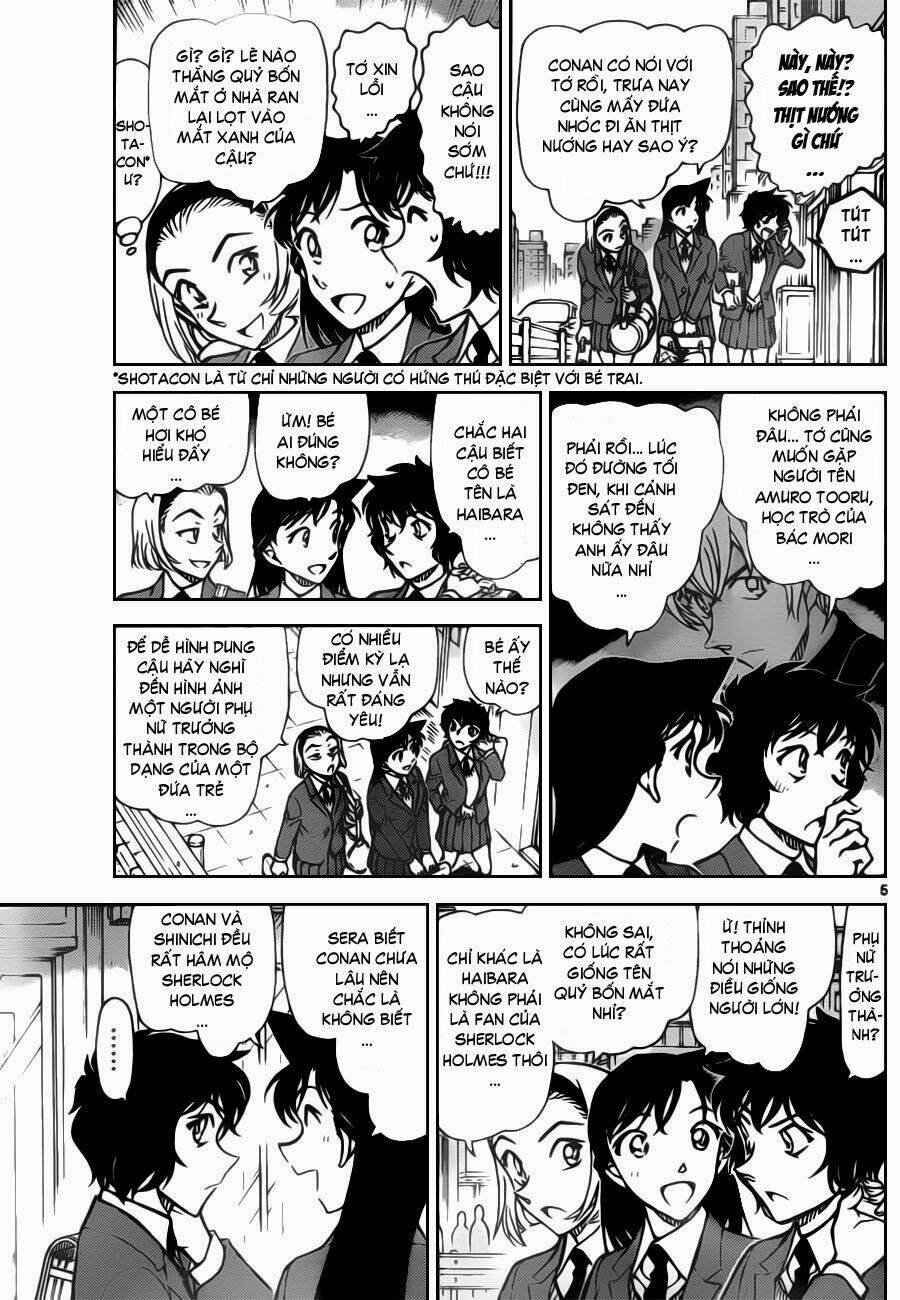 NÀY, NÀY?
SAO THẾ!?
THỊT NƯỚNG
GÌ CHỨ
...
TÚT
TÚT
...
CONAN CÓ NÓI VỚI
TỚ RỒI, TRƯA NAY
CÙNG MẤY ĐỨA
NHÓC ĐI ĂN THỊT
NƯỚNG HAY SAO Ý?
SAO
CẬU
KHÔNG
NÓI
SỚM
CHỨ!!!
TỚ XIN
LỖI
...
GÌ? GÌ? LẼ NÀO
THẰNG QUỶ BỐN
MẮT Ở NHÀ RAN
LẠI LỌT VÀO
MẮT XANH CỦA
CẬU?
SHO-
TA-
CON*
Ư?
*SHOTACON LÀ TỪ CHỈ NHỮNG NGƯỜI CÓ HỨNG THÚ ĐẶC BIỆT VỚI BÉ TRAI.
KHÔNG PHẢI
ĐÂU... TỚ CŨNG
MUỐN GẶP
NGƯỜI TÊN
AMURO TOORU,
HỌC TRÒ CỦA
BÁC MORI
...
PHẢI RỒI... LÚC
ĐÓ ĐƯỜNG TỐI
ĐEN, KHI CẢNH
SÁT ĐẾN
KHÔNG THẤY
ANH ẤY ĐÂU
NỮA NHỈ
...
CHẮC HAI
CẬU BIẾT
CÔ BÉ
TÊN LÀ
HAIBARA
...
ỪM! BÉ
AI ĐÚNG
KHÔNG?
MỘT CÔ BÉ
HƠI KHÓ
HIỂU ĐẤY
...
BÉ ẤY
THẾ
NÀO?
CÓ NHIỀU
ĐIỂM KỲ LẠ
NHƯNG VẪN
RẤT ĐÁNG
YÊU!
ĐỂ DỄ HÌNH DUNG
CẬU HÃY NGHĨ
ĐẾN HÌNH ẢNH
MỘT NGƯỜI PHỤ
NỮ TRƯỞNG
THÀNH TRONG BỘ
DẠNG CỦA MỘT
ĐỨA TRẺ
...
5
PHỤ
NỮ
TRƯ-
ỞNG
THÀ-
NH?
Ừ! THỈNH
THOẢNG
NÓI NHỮNG
ĐIỀU GIỐNG
NGƯỜI LỚN!
KHÔNG SAI,
CÓ LÚC RẤT
GIỐNG TÊN
QUỶ BỐN MẮT
NHỈ?
CHỈ KHÁC LÀ
HAIBARA
KHÔNG PHẢI
LÀ FAN CỦA
SHERLOCK
HOLMES THÔI
...
SERA BIẾT
CONAN CHƯA
LÂU NÊN
CHẮC LÀ
KHÔNG BIẾT
...
CONAN VÀ
SHINICHI ĐỀU
RẤT HÂM MỘ
SHERLOCK
HOLMES
...
......